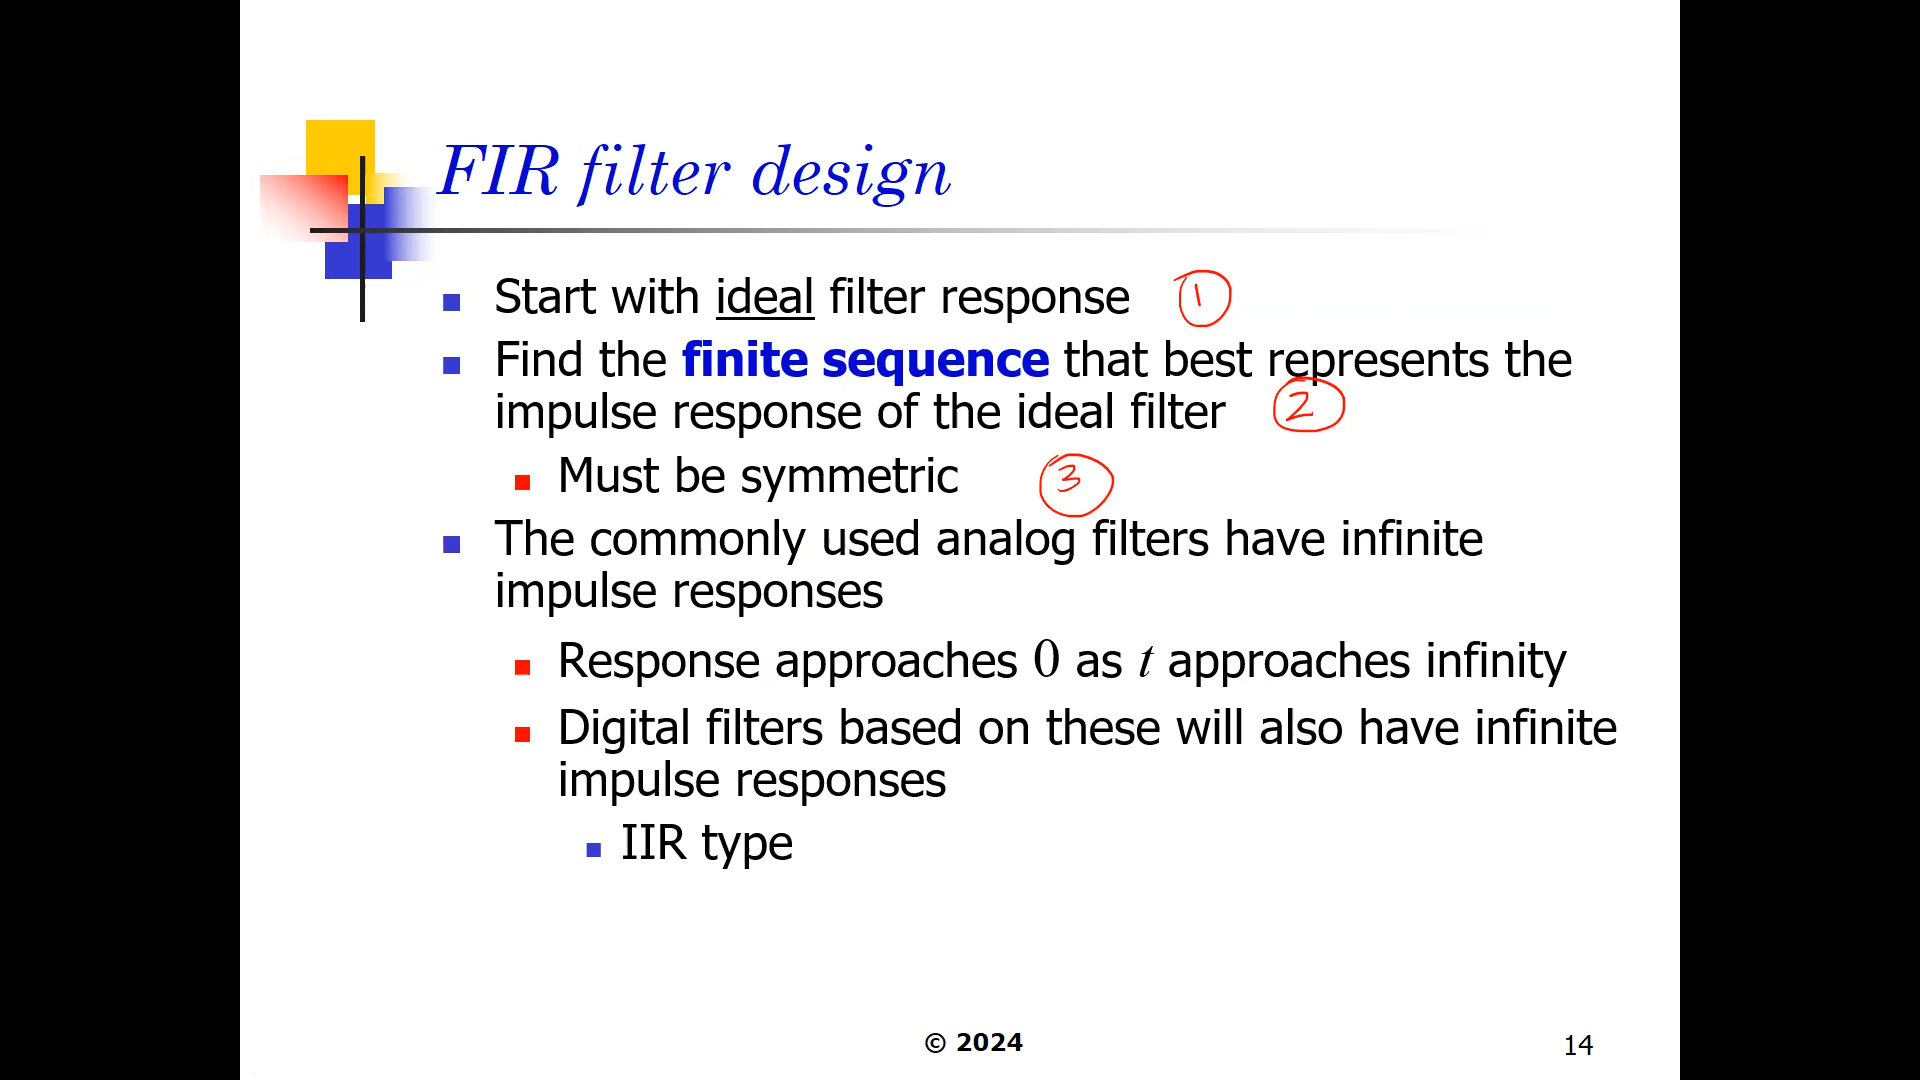 FIR filter design
Start with ideal filter response 1
Find the finite sequence that best represents the
impulse response of the ideal filter 2
Must be symmetric 3
The commonly used analog filters have infinite
impulse responses
Response approaches 0 as t approaches infinity
Digital filters based on these will also have infinite
impulse responses
IIR type
© 2024
14